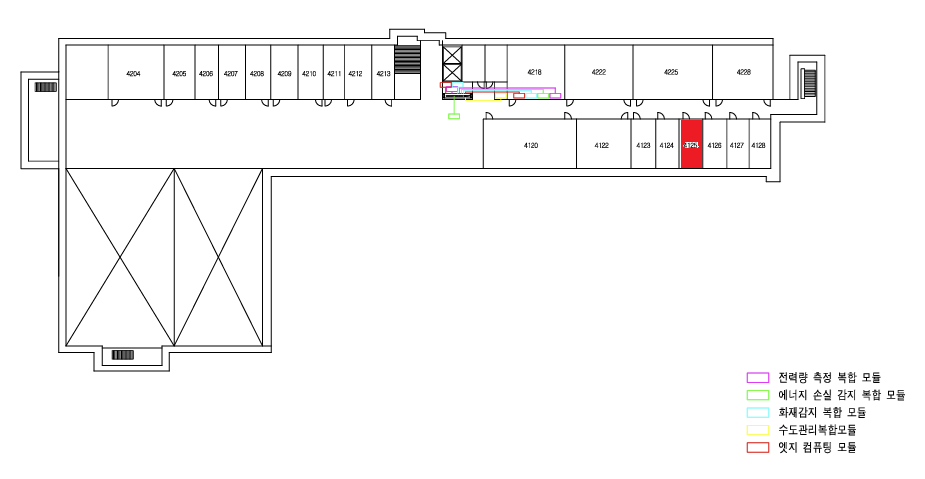 4204 4205 4206 4207 4208 4209 4210 4211 4212 4213 4218 4222 4225 4228
4120 4122 4123 4124 4125 4126 4127 4128
전력량 측정 복합 모듈
에너지 손실 감지 복합 모듈
화재감지 복합 모듈
수도관리복합모듈
엣지 컴퓨팅 모듈